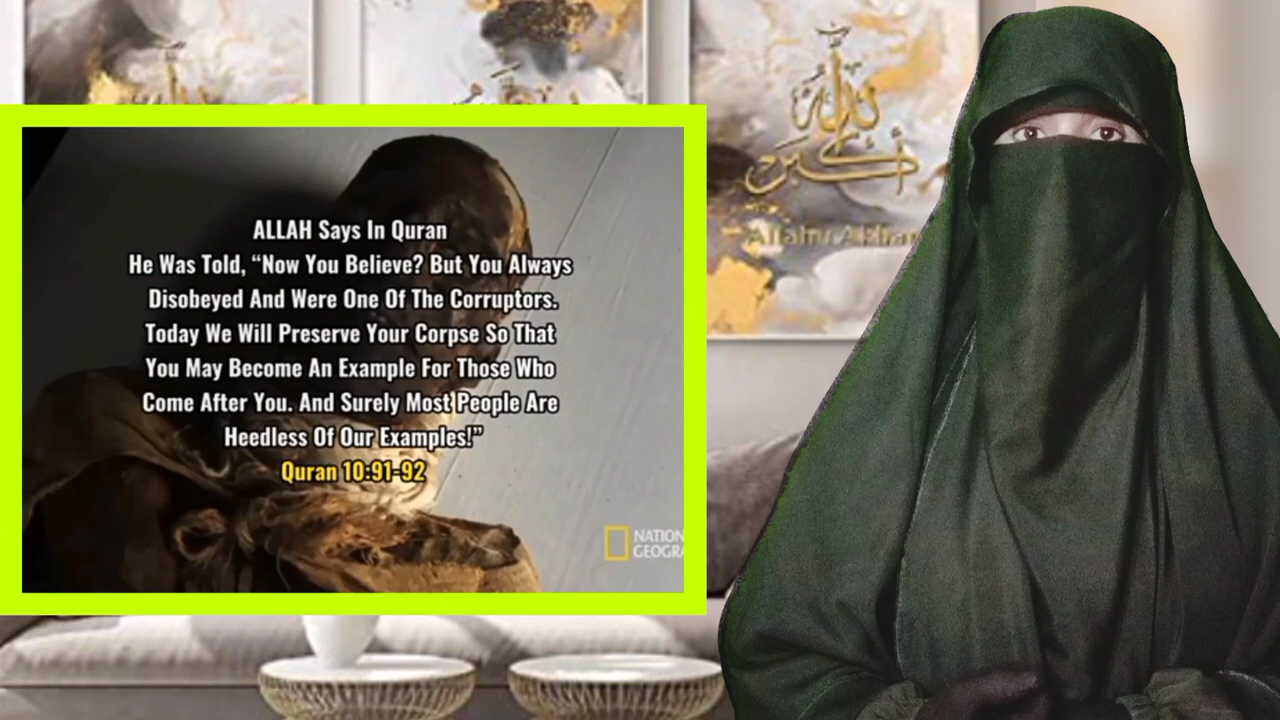 ALLAH Says In Quran
He Was Told, “Now You Believe? But You Always
Disobeyed And Were One Of The Corruptors.
Today We Will Preserve Your Corpse So That
You May Become An Example For Those Who
Come After You. And Surely Most People Are
Heedless Of Our Examples!”
Quran 10:91-92
NATION
GEOGRA
الله
أكبر
Allahu